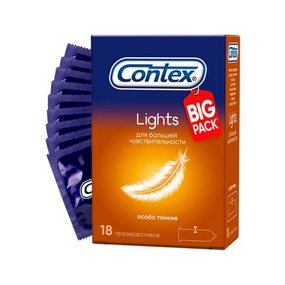 Contex
Lights
BIG
PACK
для большей
чувствительности
особо тонкие
18 презервативов